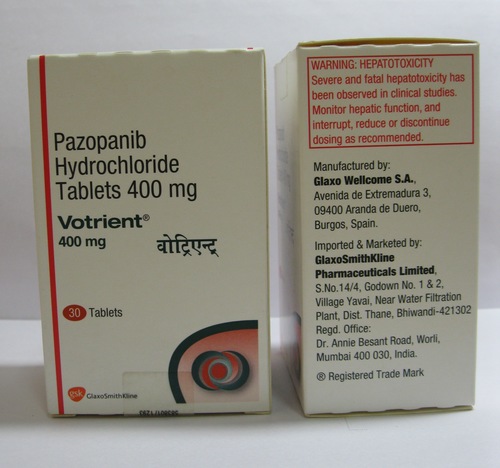 Pazopanib
Hydrochloride
Tablets 400 mg
Votrient®
400 mg
वोट्रिएन्ट्
30 Tablets
gsk GlaxoSmithKline
WARNING: HEPATOTOXICITY
Severe and fatal hepatotoxicity has
been observed in clinical studies.
Monitor hepatic function, and
interrupt, reduce or discontinue
dosing as recommended.
Manufactured by:
Glaxo Wellcome S.A.,
Avenida de Extremadura 3,
09400 Aranda de Duero,
Burgos, Spain.
Imported & Marketed by:
GlaxoSmithKline
Pharmaceuticals Limited,
S.No.14/4, Godown No. 1 & 2,
Village Yavai, Near Water Filtration
Plant, Dist. Thane, Bhiwandi-421302
Regd. Office:
Dr. Annie Besant Road, Worli,
Mumbai 400 030, India.
® Registered Trade Mark